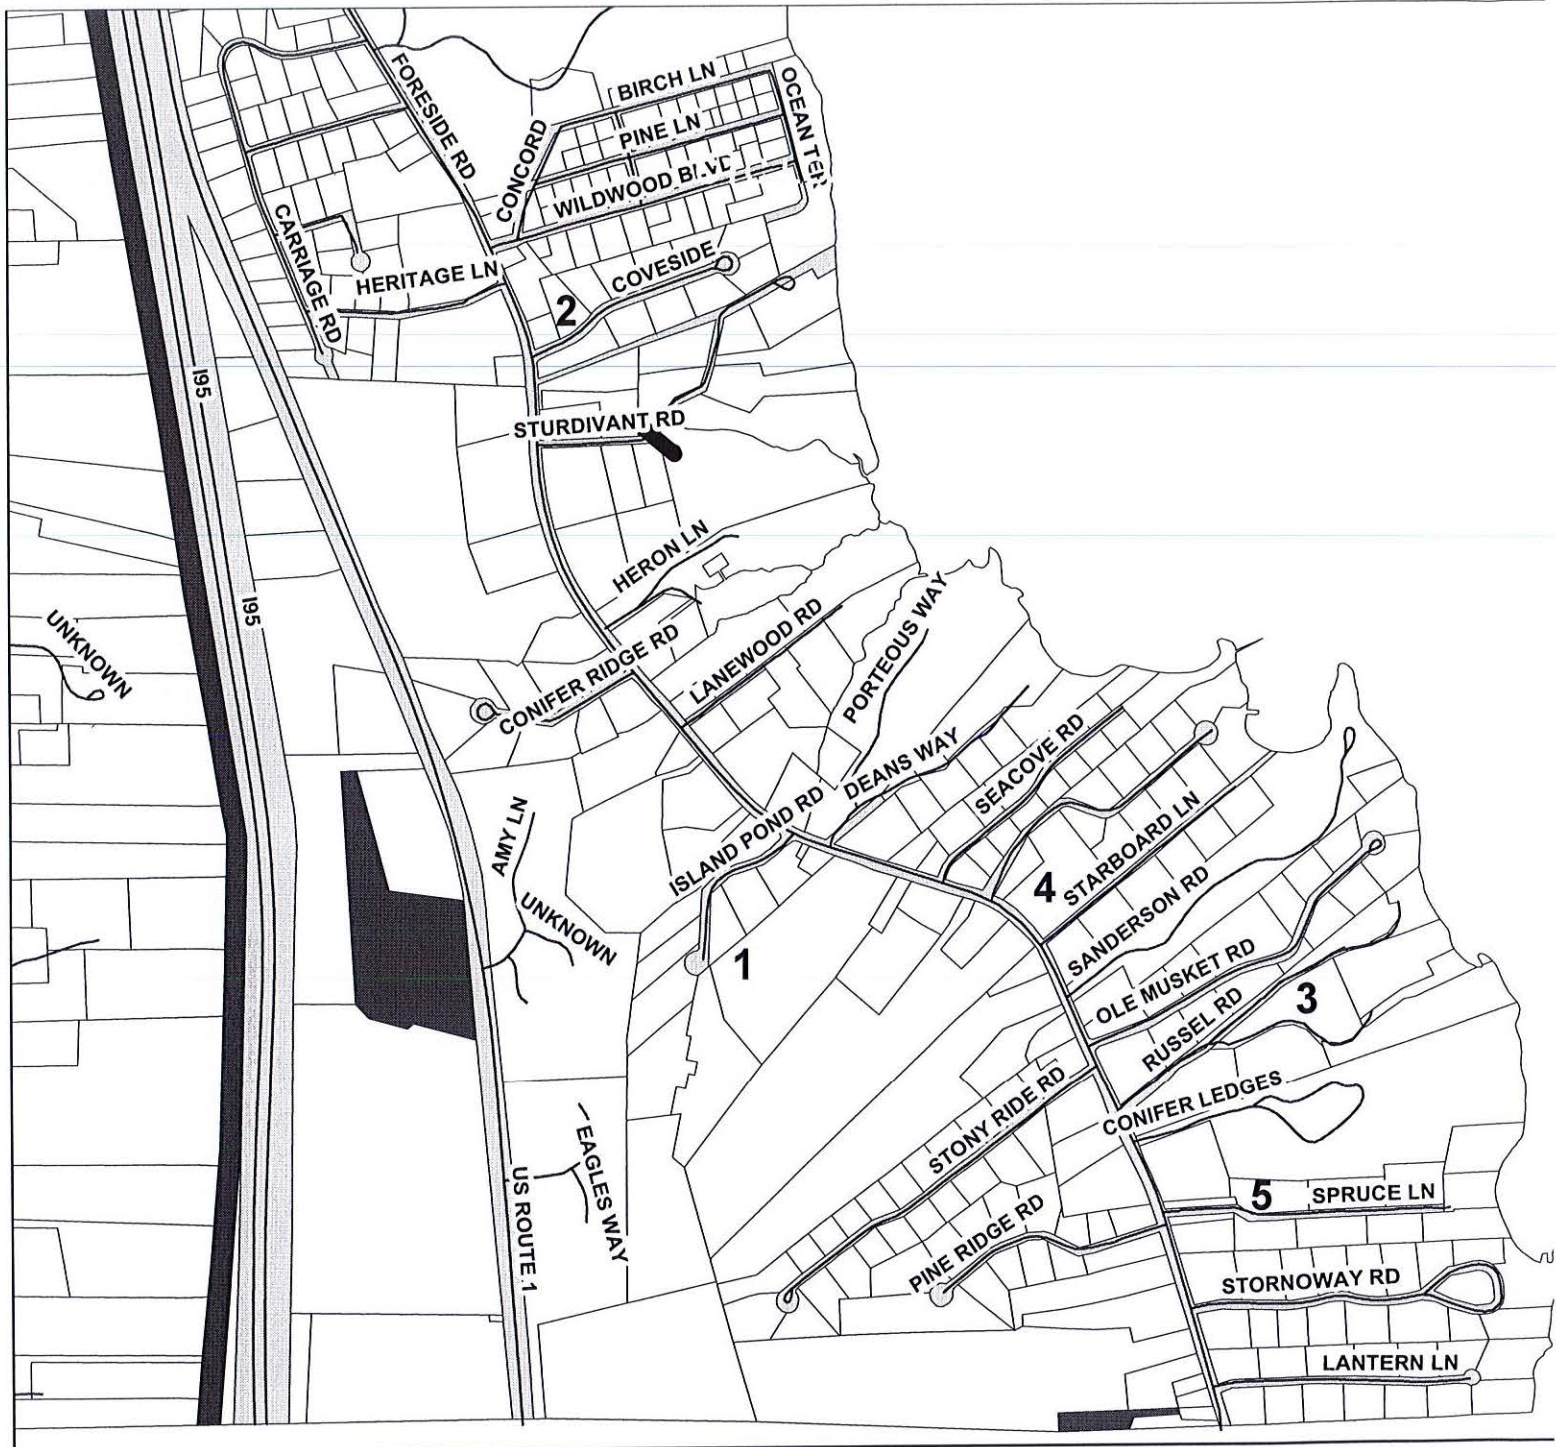 FORESIDE RD
BIRCH LN
OCEAN TER
PINE LN
CONCORD
WILDWOOD BLVD
CARRIAGE RD
HERITAGE LN
COVESIDE
2
I95
STURDIVANT RD
HERON LN
I95
UNKNOWN
CONIFER RIDGE RD
LANEWOOD RD
PORTEOUS WAY
DEANS WAY
SEACOVE RD
ISLAND POND RD
AMY LN
UNKNOWN
4
STARBOARD LN
SANDERSON RD
1
OLE MUSKET RD
3
RUSSEL RD
STONY RIDE RD
CONIFER LEDGES
EAGLES WAY
US ROUTE 1
5
SPRUCE LN
PINE RIDGE RD
STORNOWAY RD
LANTERN LN